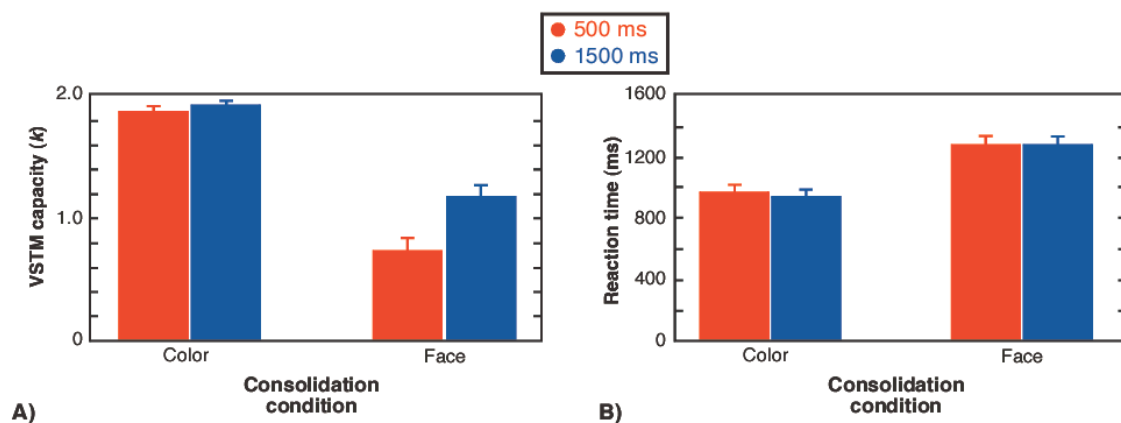 500 ms
1500 ms
2.0
1.0
0
VSTM capacity (k)
Color
Face
Consolidation
condition
A)
1600
1200
800
400
0
Reaction time (ms)
Color
Face
Consolidation
condition
B)